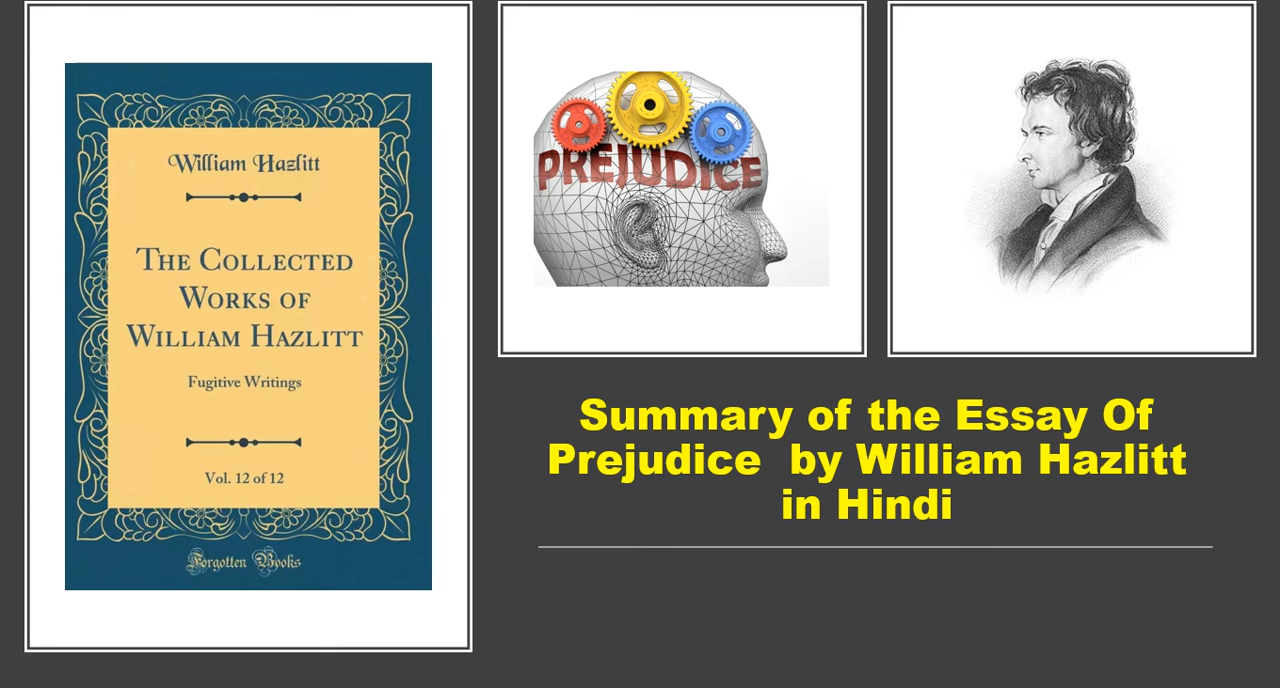 William Hazlitt
The Collected
Works of
William Hazlitt
Fugitive Writings
Vol. 12 of 12
Forgotten Books
PREJUDICE
Summary of the Essay Of
Prejudice by William Hazlitt
in Hindi